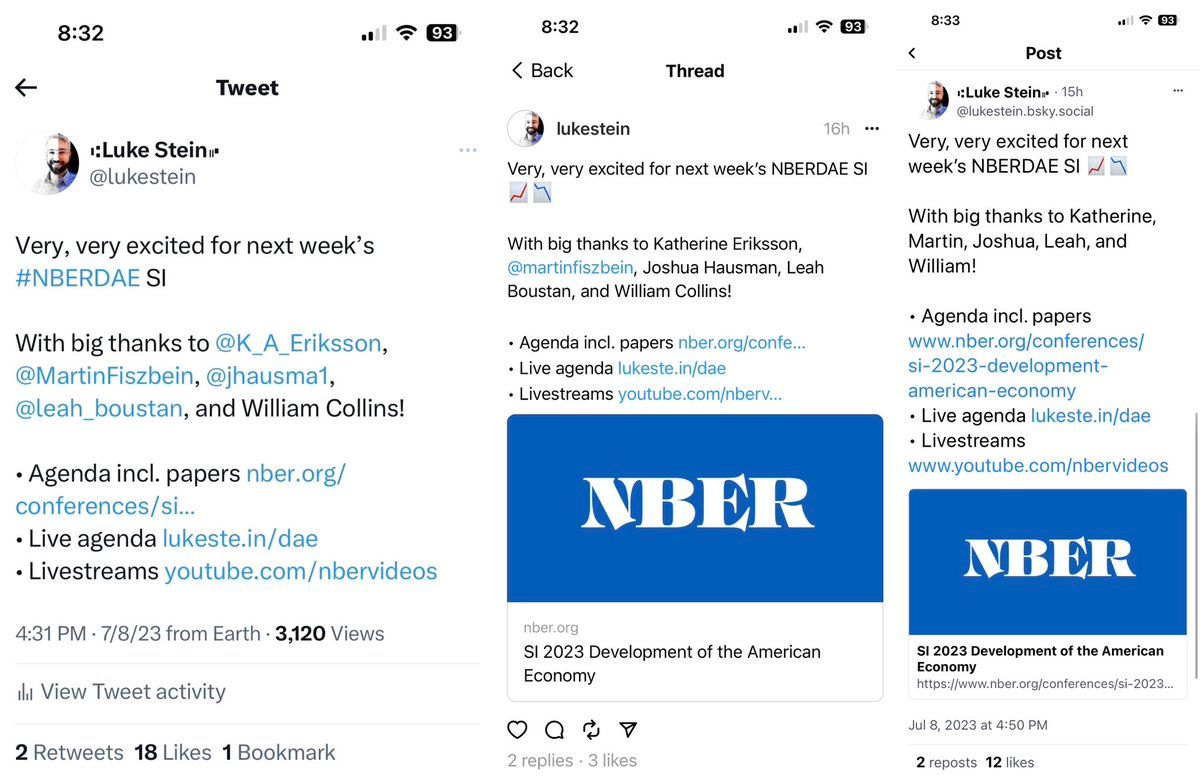 8:32
93
Tweet
⑆Luke Stein⑈
@lukestein
Very, very excited for next week’s
#NBERDAE SI
With big thanks to @K_A_Eriksson,
@MartinFiszbein, @jhausma1,
@leah_boustan, and William Collins!
• Agenda incl. papers nber.org/
conferences/si...
• Live agenda lukeste.in/dae
• Livestreams youtube.com/nbervideos
4:31 PM · 7/8/23 from Earth · 3,120 Views
View Tweet activity
2 Retweets 18 Likes 1 Bookmark
8:32
93
Back
Thread
lukestein
16h
Very, very excited for next week’s NBERDAE SI
📈📉
With big thanks to Katherine Eriksson,
@martinfiszbein, Joshua Hausman, Leah
Boustan, and William Collins!
• Agenda incl. papers nber.org/confe...
• Live agenda lukeste.in/dae
• Livestreams youtube.com/nberv...
NBER
nber.org
SI 2023 Development of the American
Economy
2 replies · 3 likes
8:33
93
Post
⑆Luke Stein⑈ · 15h
@lukestein.bsky.social
Very, very excited for next
week’s NBERDAE SI 📈📉
With big thanks to Katherine,
Martin, Joshua, Leah, and
William!
• Agenda incl. papers
www.nber.org/conferences/
si-2023-development-
american-economy
• Live agenda lukeste.in/dae
• Livestreams
www.youtube.com/nbervideos
NBER
SI 2023 Development of the American
Economy
https://www.nber.org/conferences/si-2023...
Jul 8, 2023 at 4:50 PM
2 reposts 12 likes